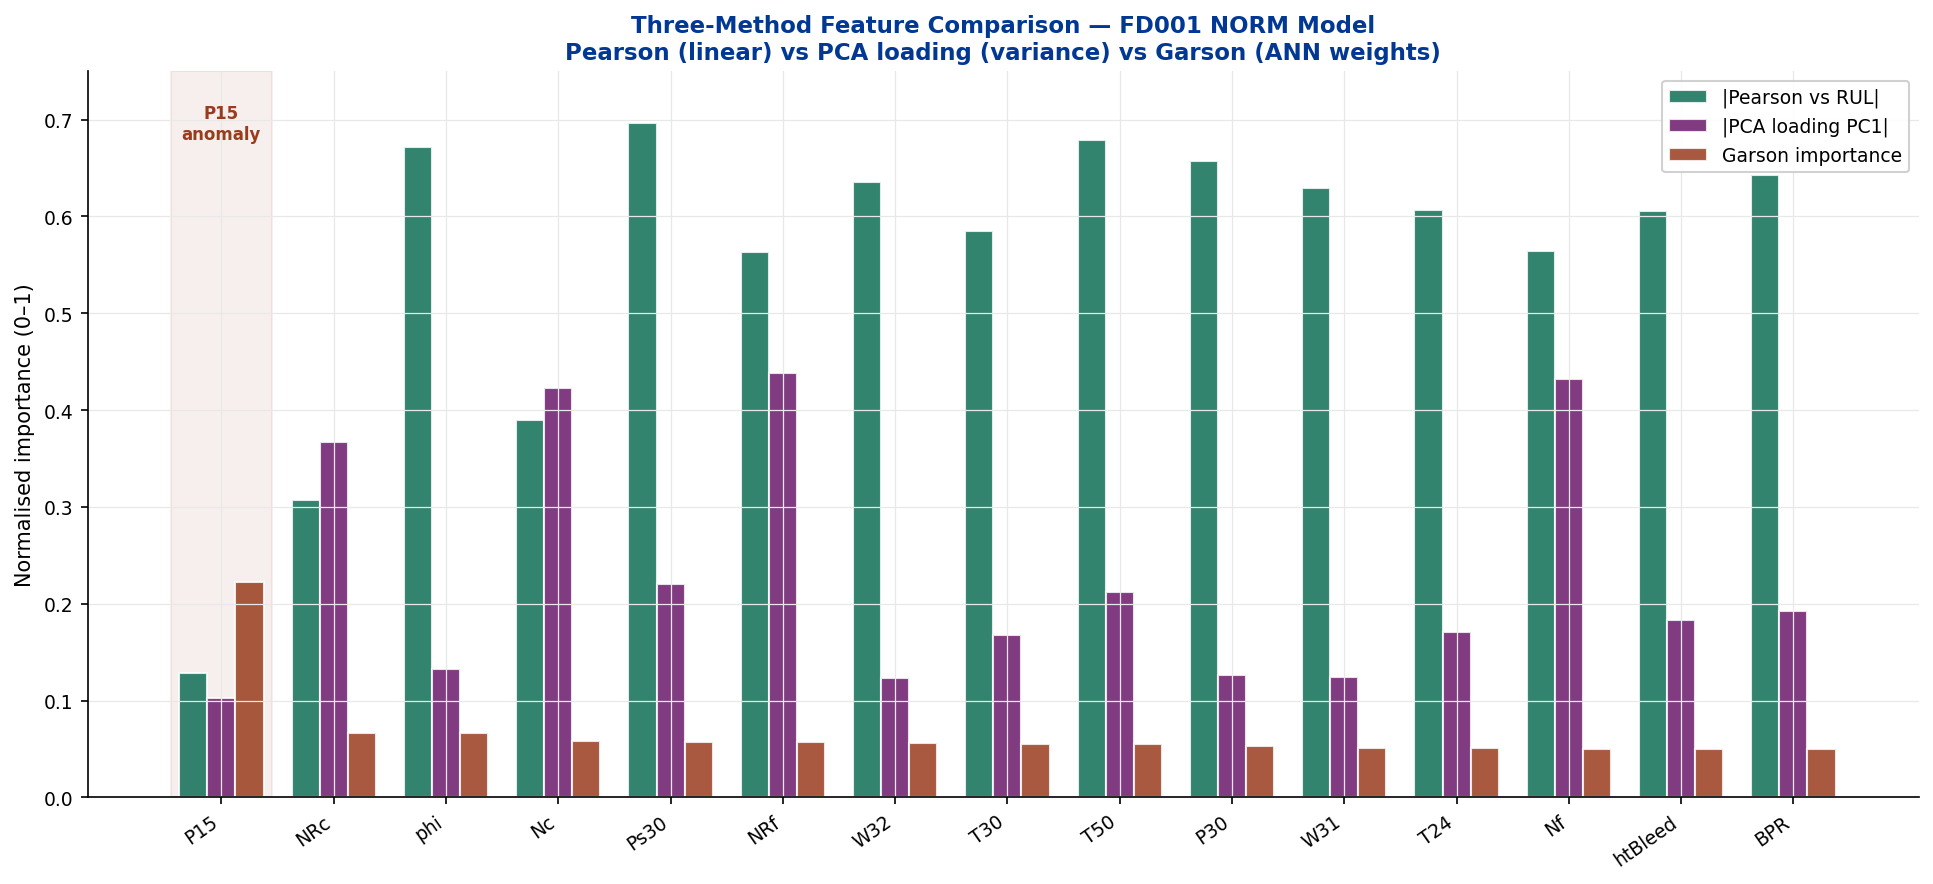 Three-Method Feature Comparison — FD001 NORM Model
Pearson (linear) vs PCA loading (variance) vs Garson (ANN weights)
P15
anomaly
|Pearson vs RUL|
|PCA loading PC1|
Garson importance
Normalised importance (0–1)
0.7
0.6
0.5
0.4
0.3
0.2
0.1
0.0
P15
NRc
phi
Nc
Ps30
NRf
W32
T30
T50
P30
W31
T24
Nf
htBleed
BPR